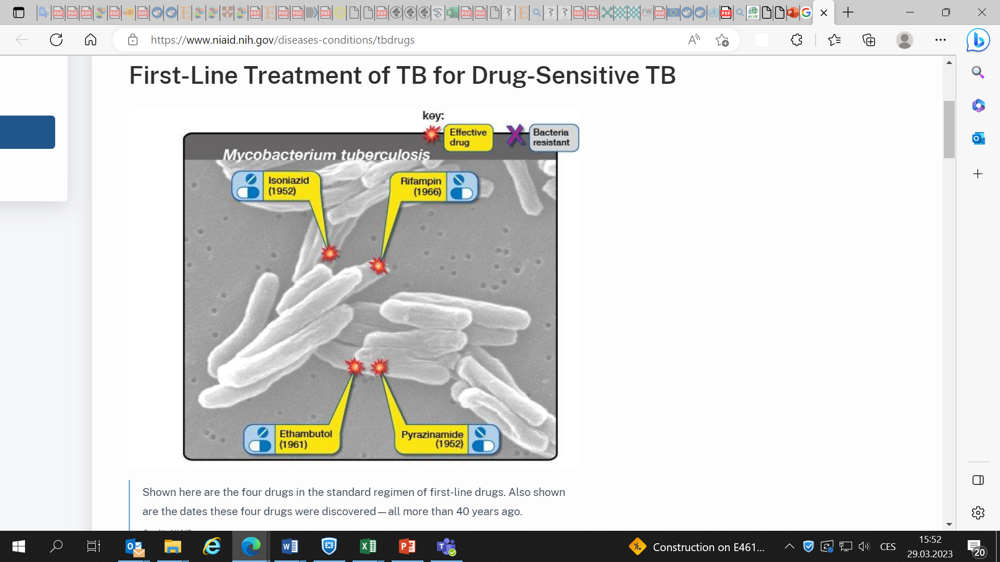 https://www.niaid.nih.gov/diseases-conditions/tbdrugs
First-Line Treatment of TB for Drug-Sensitive TB
key:
Effective
drug
Bacteria
resistant
Mycobacterium tuberculosis
Isoniazid
(1952)
Rifampin
(1966)
Ethambutol
(1961)
Pyrazinamide
(1952)
Shown here are the four drugs in the standard regimen of first-line drugs. Also shown
are the dates these four drugs were discovered—all more than 40 years ago.
Construction on E461...
CES
15:52
29.03.2023
20